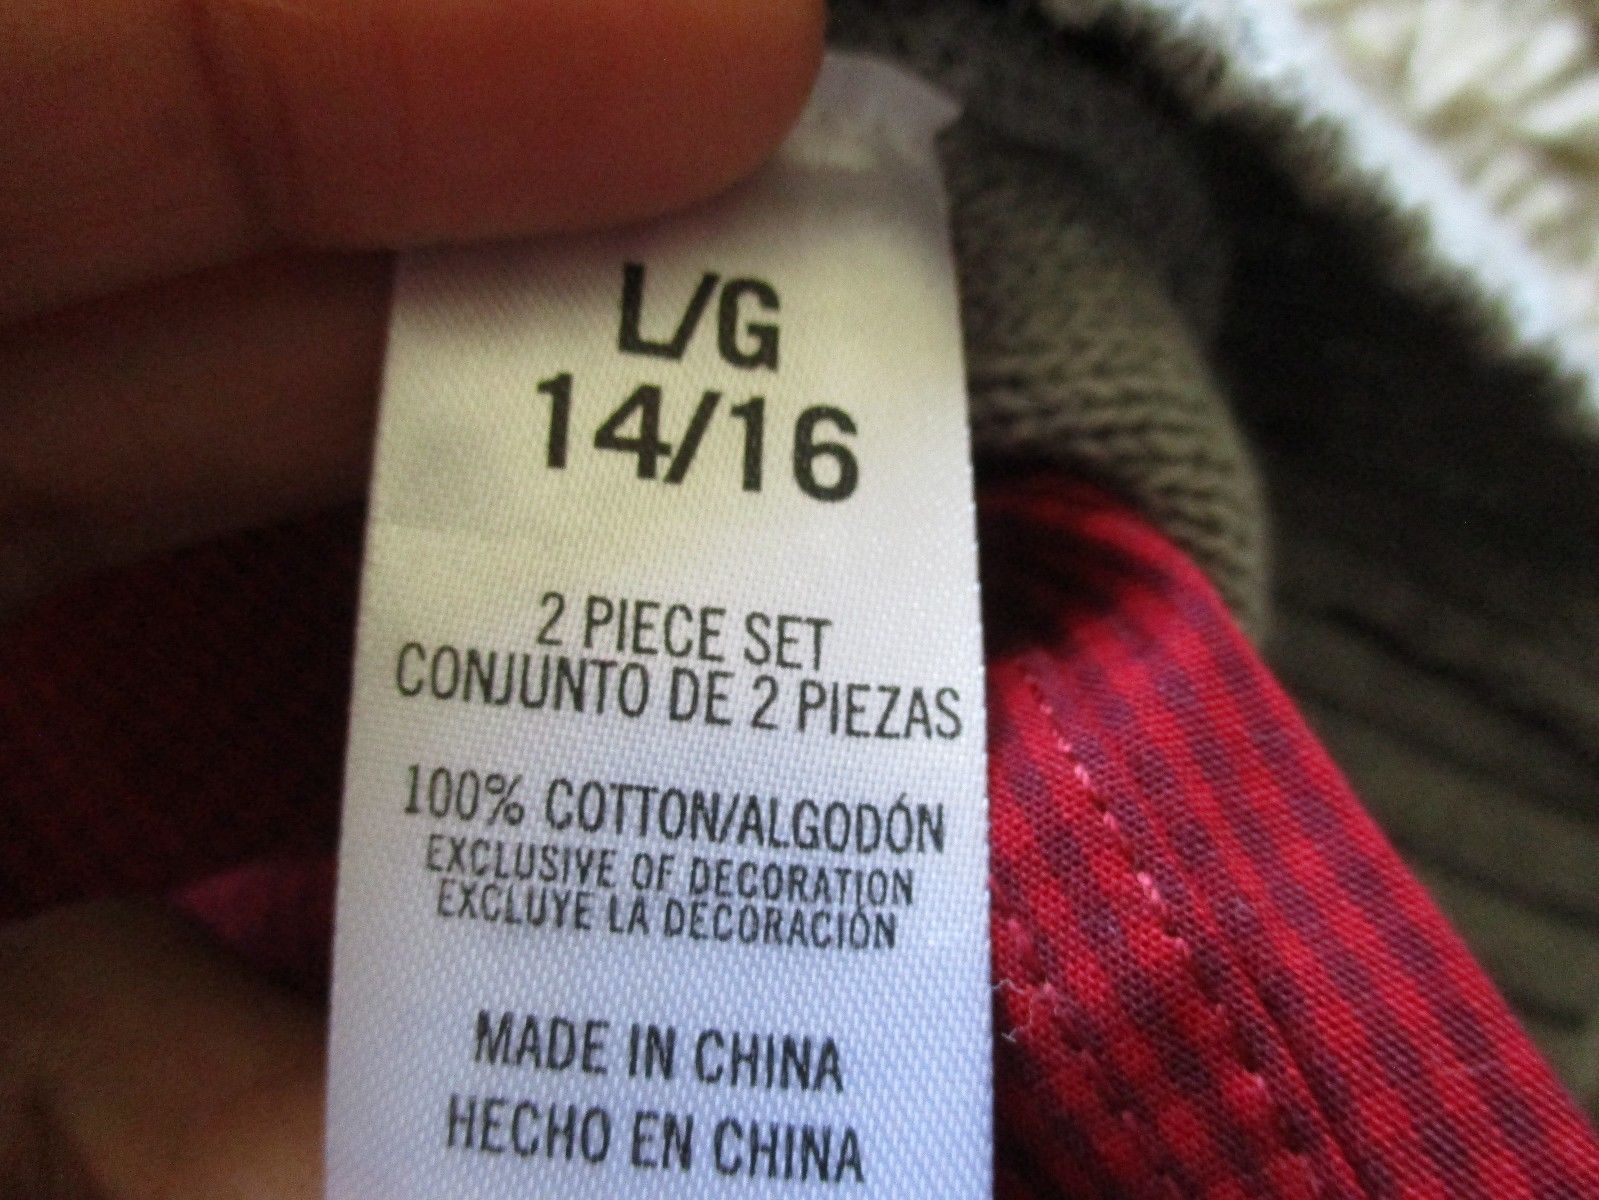 L/G
14/16
2 PIECE SET
CONJUNTO DE 2 PIEZAS
100% COTTON/ALGODÓN
EXCLUSIVE OF DECORATION
EXCLUYE LA DECORACIÓN
MADE IN CHINA
HECHO EN CHINA